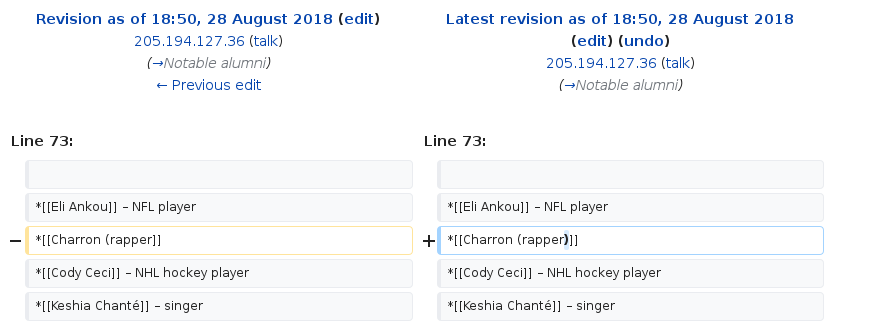 Revision as of 18:50, 28 August 2018 (edit)
205.194.127.36 (talk)
(→Notable alumni)
← Previous edit
Latest revision as of 18:50, 28 August 2018
(edit) (undo)
205.194.127.36 (talk)
(→Notable alumni)
Line 73:
Line 73:
*[[Eli Ankou]] – NFL player
*[[Eli Ankou]] – NFL player
− *[[Charron (rapper]]
+ *[[Charron (rapper)]]
*[[Cody Ceci]] – NHL hockey player
*[[Cody Ceci]] – NHL hockey player
*[[Keshia Chanté]] – singer
*[[Keshia Chanté]] – singer